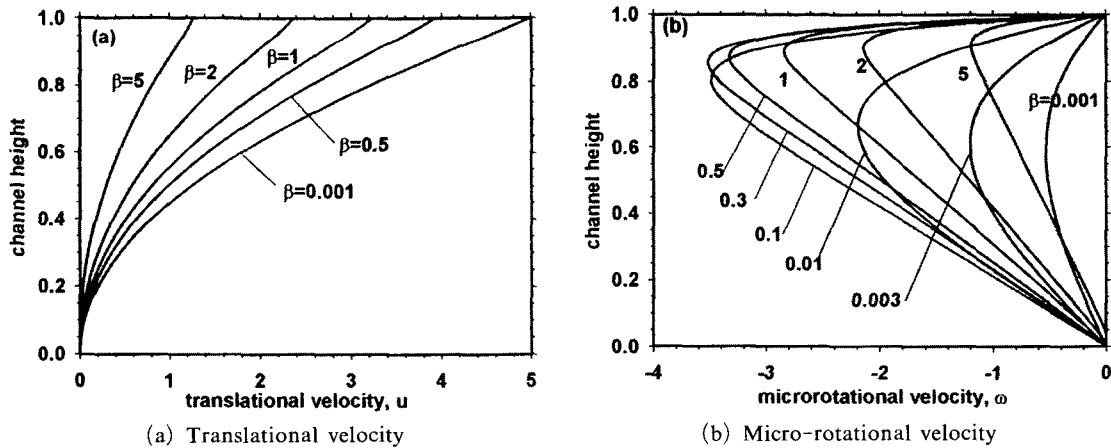 (a)
β=5
β=2
β=1
β=0.5
β=0.001
1.0
0.8
0.6
0.4
0.2
0.0
channel height
0 1 2 3 4 5
translational velocity, u
(a) Translational velocity
(b)
1
2
5
β=0.001
0.5
0.3
0.1
0.01
0.003
1.0
0.8
0.6
0.4
0.2
0.0
channel height
-4 -3 -2 -1 0
microrotational velocity, ω
(b) Micro-rotational velocity